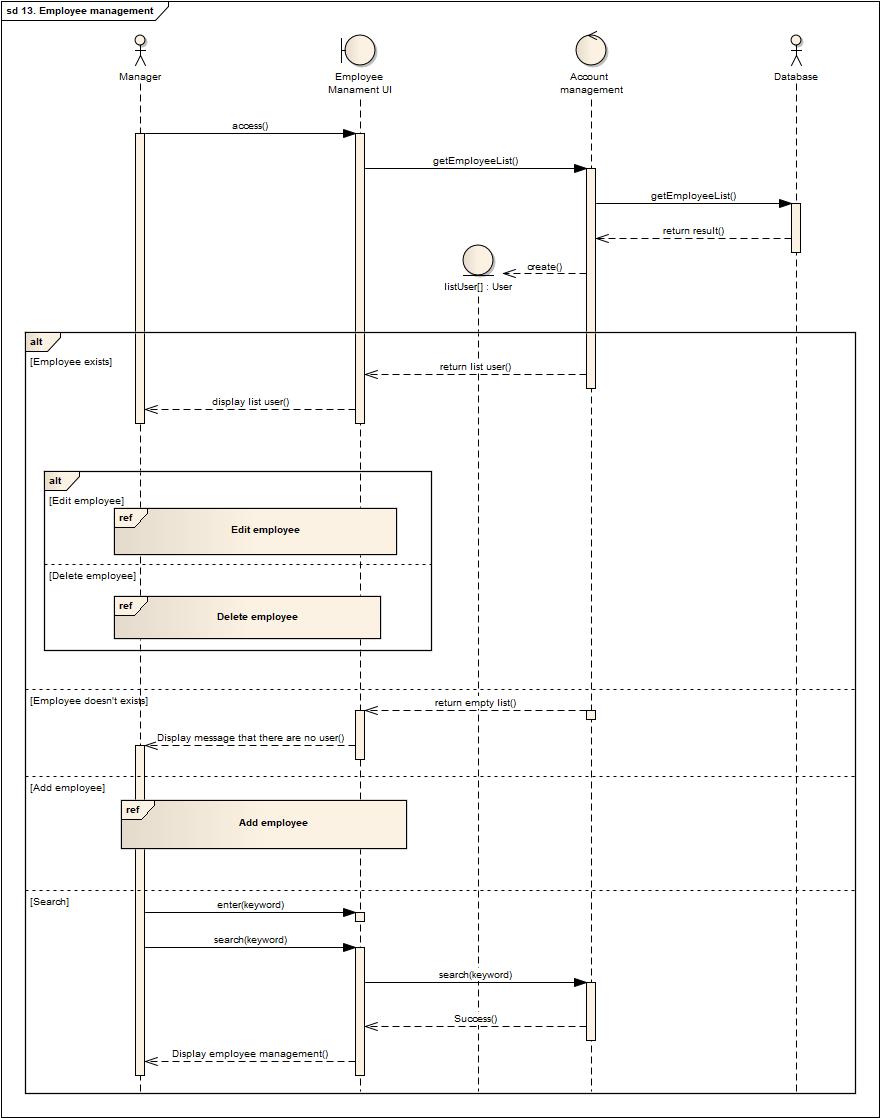 sd 13. Employee management
Manager
Employee
Manament UI
Account
management
Database
access()
getEmployeeList()
getEmployeeList()
return result()
create()
listUser[] : User
alt
[Employee exists]
return list user()
display list user()
alt
[Edit employee]
ref
Edit employee
[Delete employee]
ref
Delete employee
[Employee doesn't exists]
return empty list()
Display message that there are no user()
[Add employee]
ref
Add employee
[Search]
enter(keyword)
search(keyword)
search(keyword)
Success()
Display employee management()